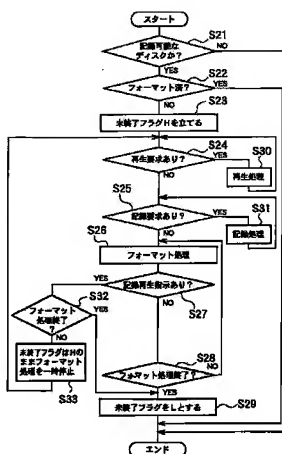 スタート
S21
記録可能な
ディスクか?
NO
YES
S22
フォーマット済?
YES
NO
S23
未終了フラグHを立てる
S24
再生要求あり?
YES
S30
再生処理
NO
S25
記録要求あり?
YES
S31
記録処理
S26
NO
フォーマット処理
YES
記録再生指示あり?
S32
NO
S27
フォーマット
処理終了
?
YES
NO
未終了フラグはHの
ままフォーマット
処理を一時停止
S33
S28
フォーマット処理終了?
NO
YES
未終了フラグをLとする
S29
エンド